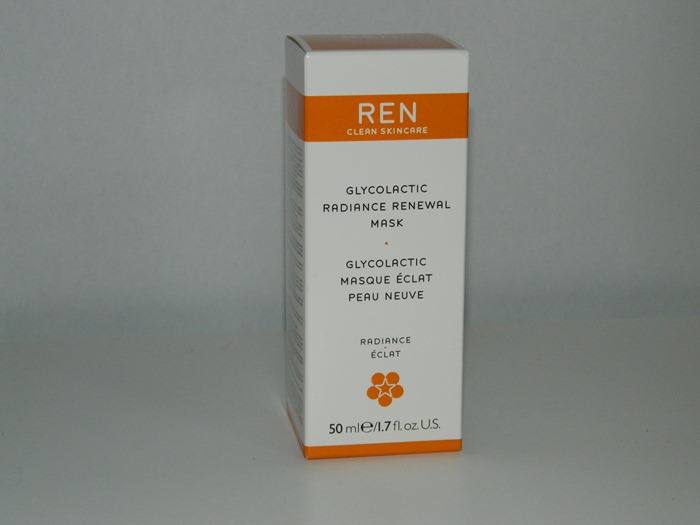 REN
CLEAN SKINCARE
GLYCOLACTIC
RADIANCE RENEWAL
MASK
GLYCOLACTIC
MASQUE ÉCLAT
PEAU NEUVE
RADIANCE
ÉCLAT
50 ml℮/1.7 fl. oz. U.S.